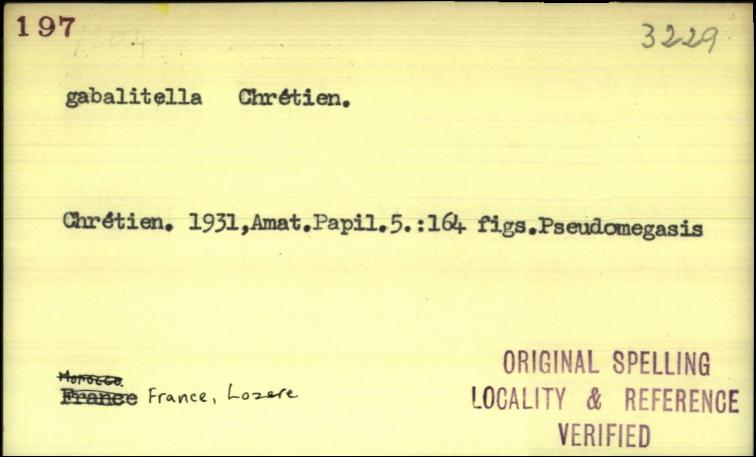 197
3229
gabalitella Chrétien.
Chrétien. 1931,Amat.Papil.5.:164 figs.Pseudomegasis
Morocco
France France, Lozere
ORIGINAL SPELLING
LOCALITY & REFERENCE
VERIFIED